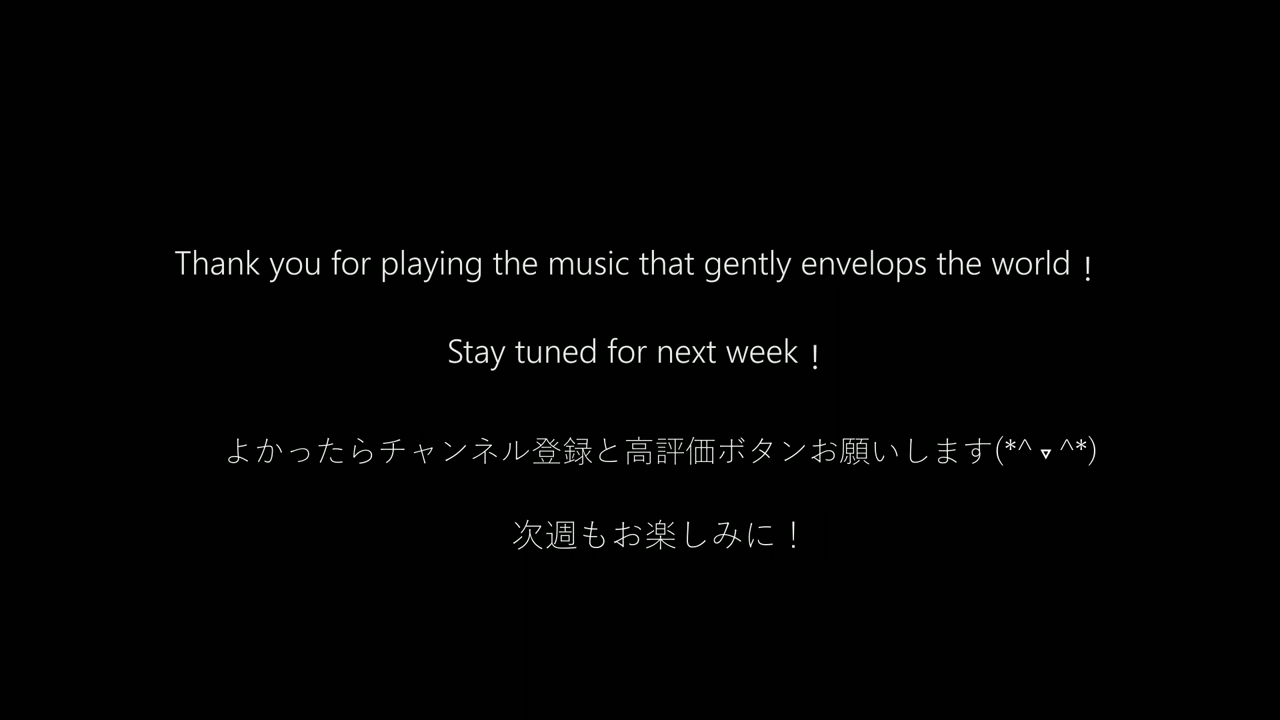 Thank you for playing the music that gently envelops the world！
Stay tuned for next week！
よかったらチャンネル登録と高評価ボタンお願いします(*^▿^*)
次週もお楽しみに！